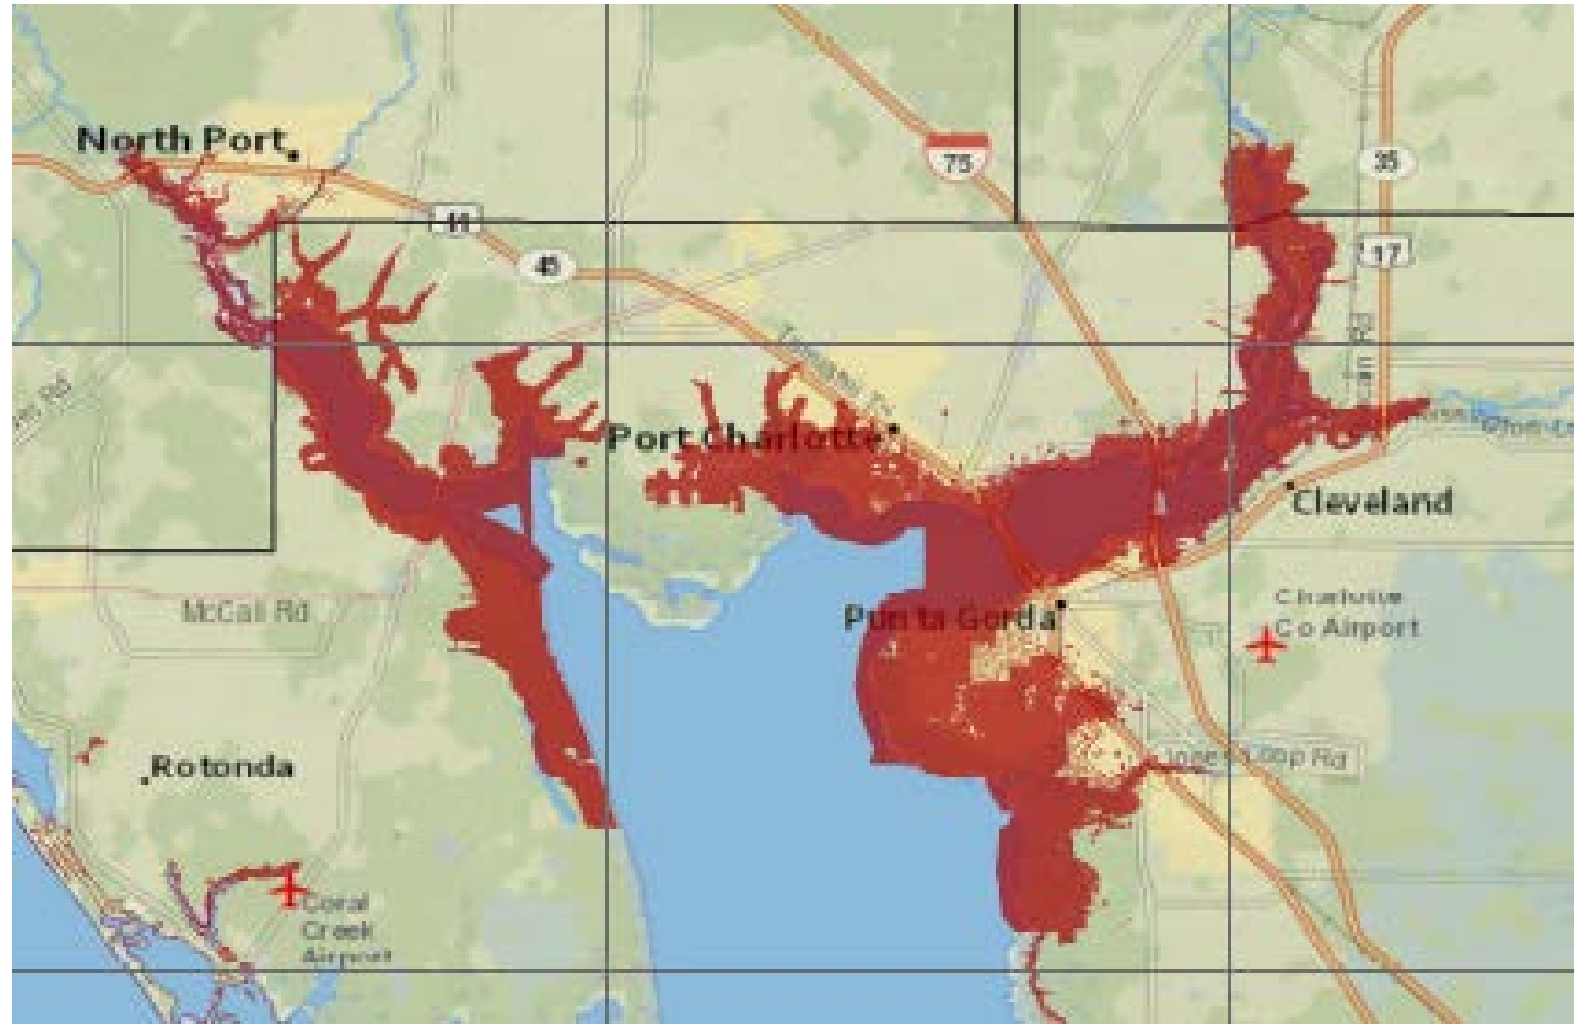 North Port
75
35
41
45
17
Port Charlotte
Cleveland
McCall Rd
Punta Gorda
Co Airport
Rotonda
Rd
Coral
Creek
Airport